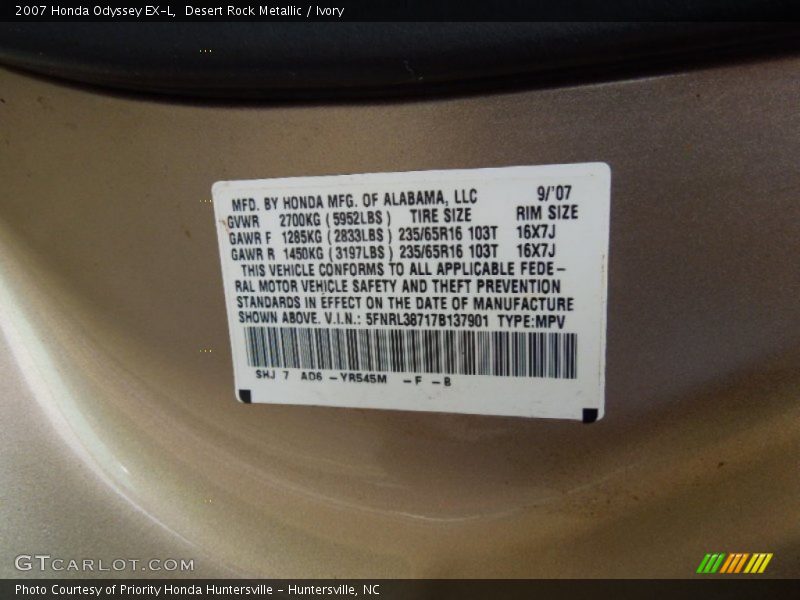 2007 Honda Odyssey EX-L, Desert Rock Metallic / Ivory
MFD. BY HONDA MFG. OF ALABAMA, LLC 9/'07
GVWR 2700KG ( 5952LBS ) TIRE SIZE RIM SIZE
GAWR F 1285KG ( 2833LBS ) 235/65R16 103T 16X7J
GAWR R 1450KG ( 3197LBS ) 235/65R16 103T 16X7J
THIS VEHICLE CONFORMS TO ALL APPLICABLE FEDE-
RAL MOTOR VEHICLE SAFETY AND THEFT PREVENTION
STANDARDS IN EFFECT ON THE DATE OF MANUFACTURE
SHOWN ABOVE. V.I.N.: 5FNRL38717B137901 TYPE:MPV
SHJ 7 AD6 -YR545M -F -B
GTCARLOT.COM
Photo Courtesy of Priority Honda Huntersville - Huntersville, NC